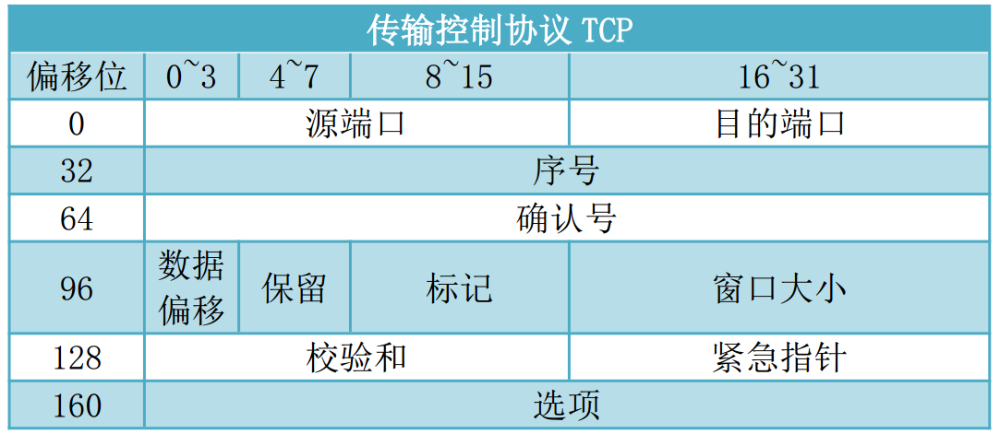 传输控制协议 TCP
偏移位 0~3 4~7 8~15 16~31
0 源端口 目的端口
32 序号
64 确认号
96 数据偏移 保留 标记 窗口大小
128 校验和 紧急指针
160 选项